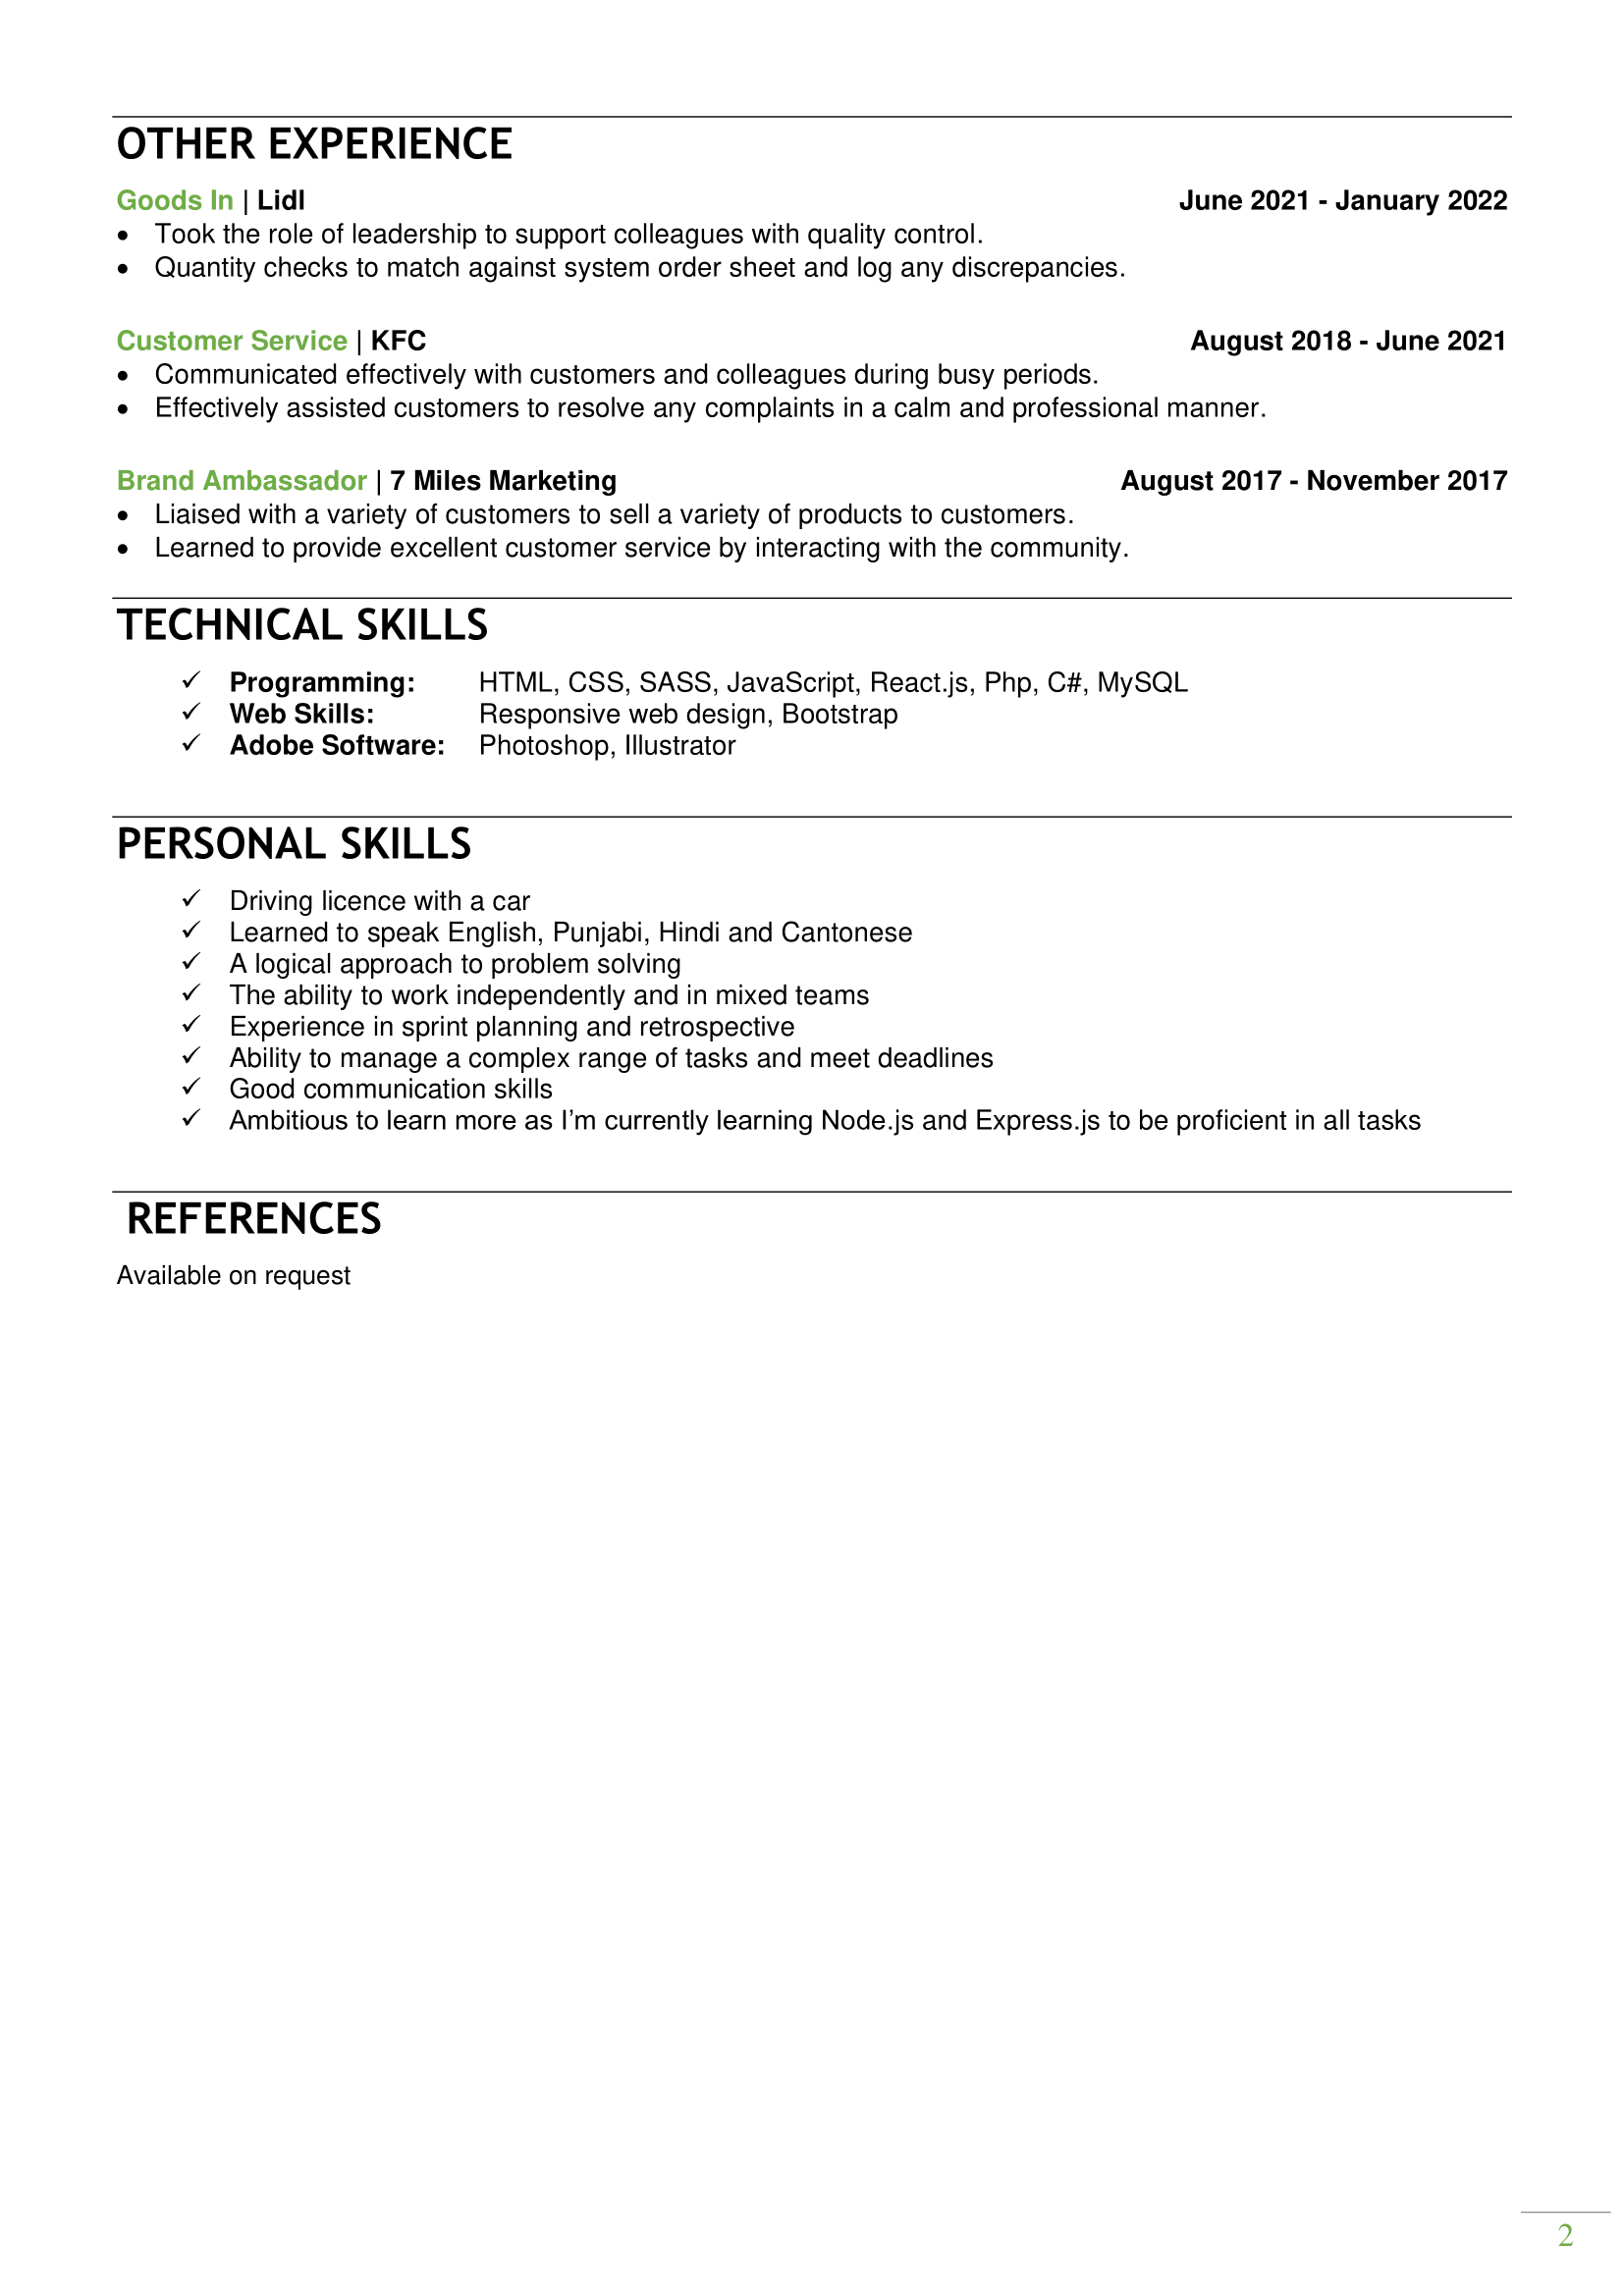 OTHER EXPERIENCE
Goods In | Lidl June 2021 - January 2022
• Took the role of leadership to support colleagues with quality control.
• Quantity checks to match against system order sheet and log any discrepancies.
Customer Service | KFC August 2018 - June 2021
• Communicated effectively with customers and colleagues during busy periods.
• Effectively assisted customers to resolve any complaints in a calm and professional manner.
Brand Ambassador | 7 Miles Marketing August 2017 - November 2017
• Liaised with a variety of customers to sell a variety of products to customers.
• Learned to provide excellent customer service by interacting with the community.
TECHNICAL SKILLS
✓ Programming: HTML, CSS, SASS, JavaScript, React.js, Php, C#, MySQL
✓ Web Skills: Responsive web design, Bootstrap
✓ Adobe Software: Photoshop, Illustrator
PERSONAL SKILLS
✓ Driving licence with a car
✓ Learned to speak English, Punjabi, Hindi and Cantonese
✓ A logical approach to problem solving
✓ The ability to work independently and in mixed teams
✓ Experience in sprint planning and retrospective
✓ Ability to manage a complex range of tasks and meet deadlines
✓ Good communication skills
✓ Ambitious to learn more as I’m currently learning Node.js and Express.js to be proficient in all tasks
REFERENCES
Available on request
2